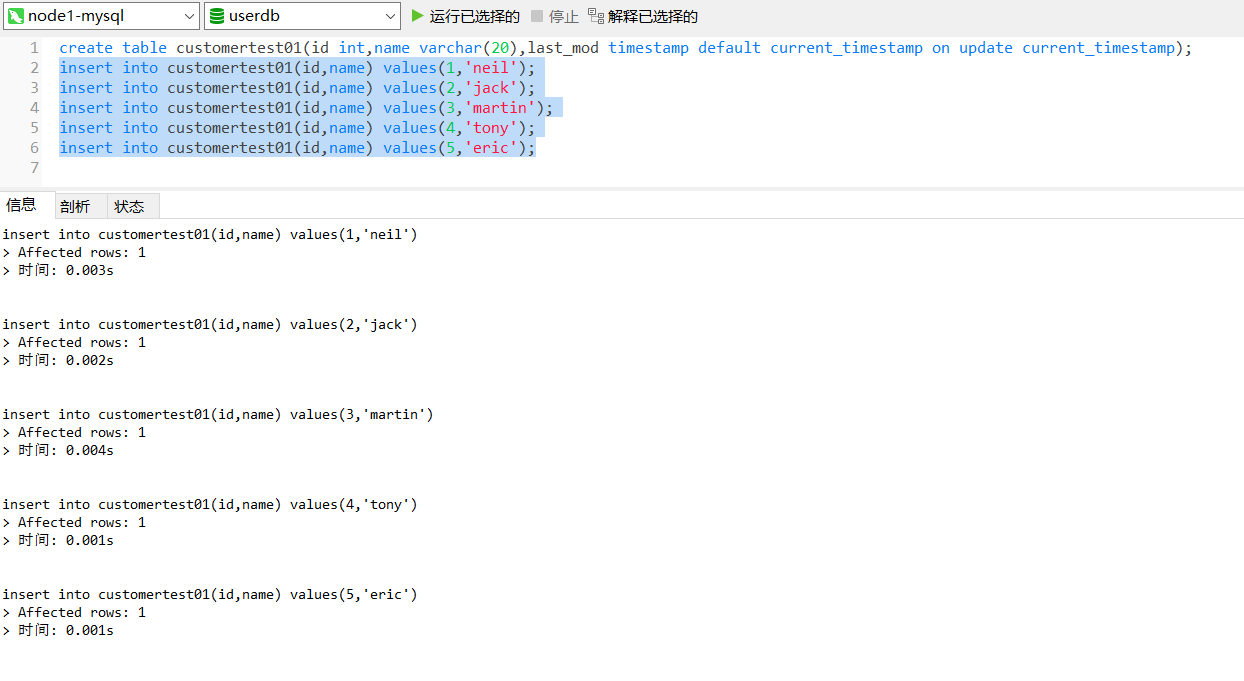 node1-mysql userdb 运行已选择的 停止 解释已选择的
1 create table customertest01(id int,name varchar(20),last_mod timestamp default current_timestamp on update current_timestamp);
2 insert into customertest01(id,name) values(1,'neil');
3 insert into customertest01(id,name) values(2,'jack');
4 insert into customertest01(id,name) values(3,'martin');
5 insert into customertest01(id,name) values(4,'tony');
6 insert into customertest01(id,name) values(5,'eric');
7
信息 剖析 状态
insert into customertest01(id,name) values(1,'neil')
> Affected rows: 1
> 时间: 0.003s
insert into customertest01(id,name) values(2,'jack')
> Affected rows: 1
> 时间: 0.002s
insert into customertest01(id,name) values(3,'martin')
> Affected rows: 1
> 时间: 0.004s
insert into customertest01(id,name) values(4,'tony')
> Affected rows: 1
> 时间: 0.001s
insert into customertest01(id,name) values(5,'eric')
> Affected rows: 1
> 时间: 0.001s